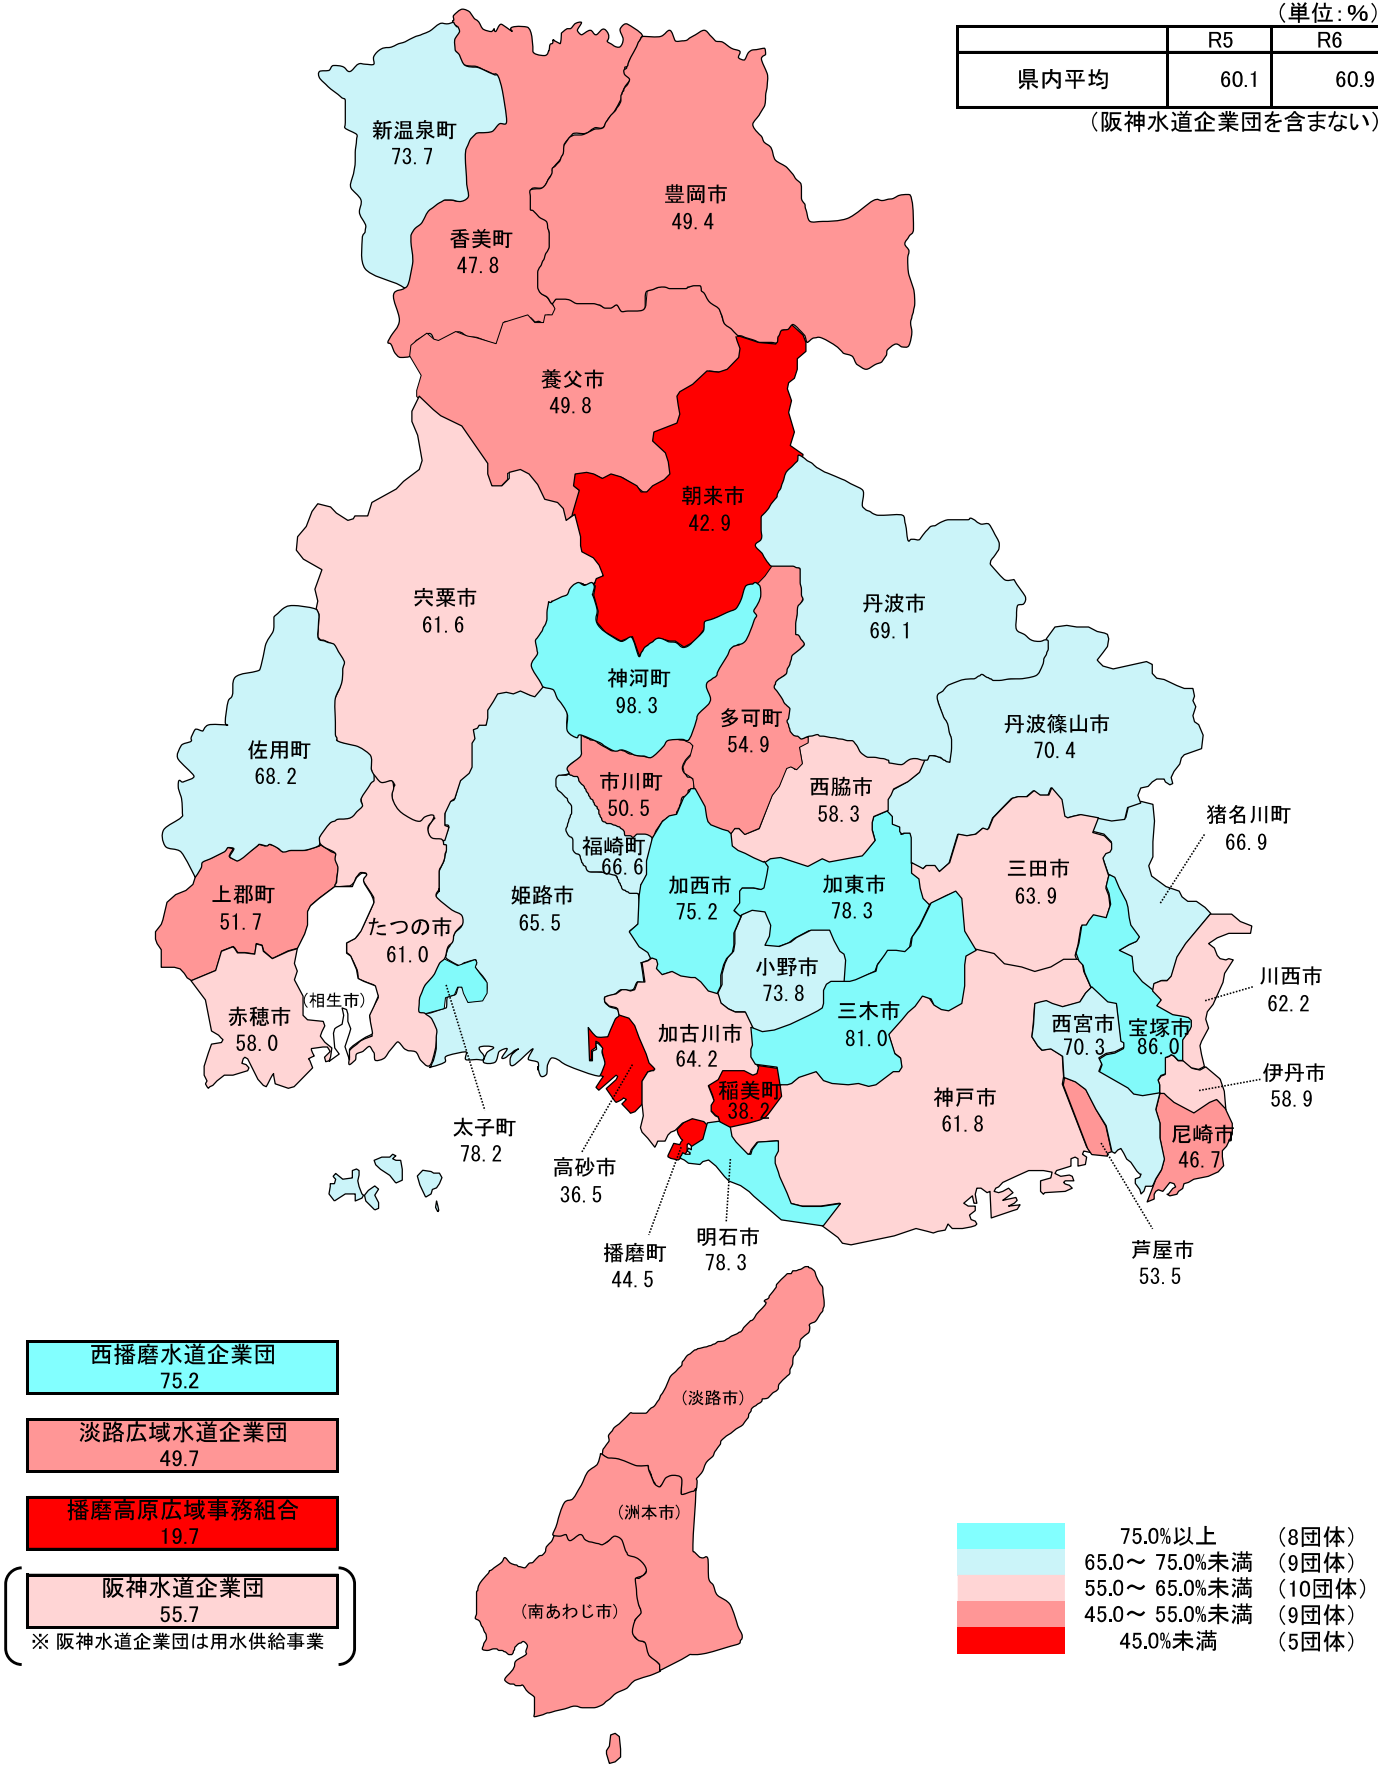 （単位：％）
R5 R6
県内平均 60.1 60.9
（阪神水道企業団を含まない）
新温泉町
73.7
豊岡市
49.4
香美町
47.8
養父市
49.8
朝来市
42.9
宍粟市
61.6
丹波市
69.1
神河町
98.3
多可町
54.9
丹波篠山市
70.4
佐用町
68.2
市川町
50.5
西脇市
58.3
猪名川町
66.9
福崎町
66.6
三田市
63.9
上郡町
51.7
姫路市
65.5
加西市
75.2
加東市
78.3
たつの市
61.0
小野市
73.8
川西市
62.2
（相生市）
赤穂市
58.0
三木市
81.0
西宮市
70.3
宝塚市
86.0
加古川市
64.2
伊丹市
58.9
稲美町
38.2
神戸市
61.8
太子町
78.2
尼崎市
46.7
高砂市
36.5
明石市
78.3
播磨町
44.5
芦屋市
53.5
西播磨水道企業団
75.2
淡路広域水道企業団
49.7
播磨高原広域事務組合
19.7
阪神水道企業団
55.7
※ 阪神水道企業団は用水供給事業
（淡路市）
（洲本市）
（南あわじ市）
75.0%以上 （8団体）
65.0～ 75.0%未満 （9団体）
55.0～ 65.0%未満 （10団体）
45.0～ 55.0%未満 （9団体）
45.0%未満 （5団体）